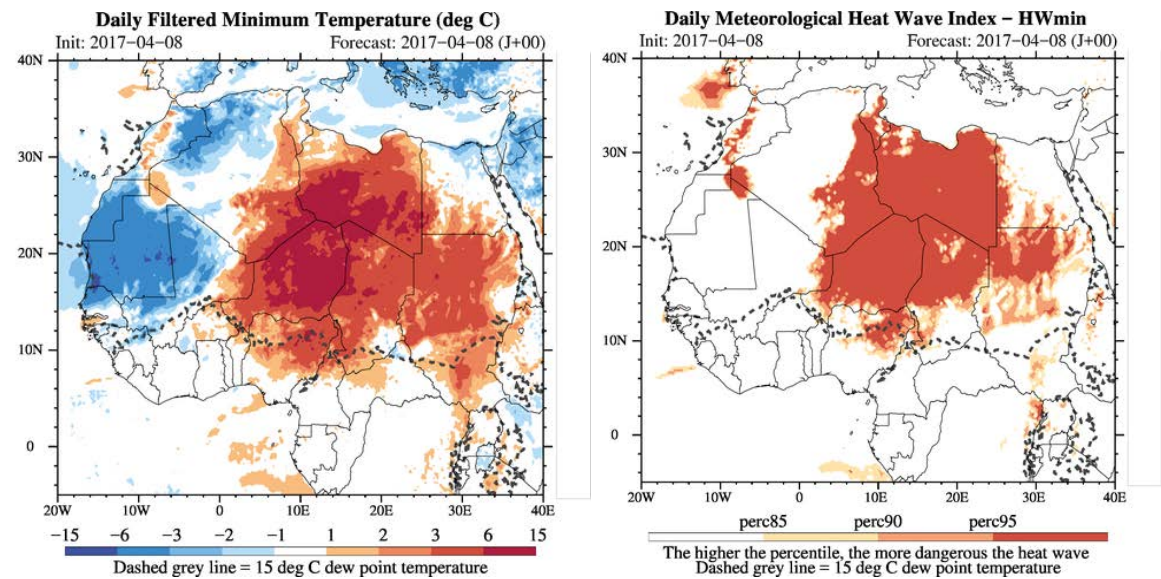 Daily Filtered Minimum Temperature (deg C)
Init: 2017−04−08 Forecast: 2017−04−08 (J+00)
40N
30N
20N
10N
0
20W 10W 0 10E 20E 30E 40E
−15 −6 −3 −2 −1 1 2 3 6 15
Dashed grey line = 15 deg C dew point temperature
Daily Meteorological Heat Wave Index − HWmin
Init: 2017−04−08 Forecast: 2017−04−08 (J+00)
40N
30N
20N
10N
0
20W 10W 0 10E 20E 30E 40E
perc85 perc90 perc95
The higher the percentile, the more dangerous the heat wave
Dashed grey line = 15 deg C dew point temperature